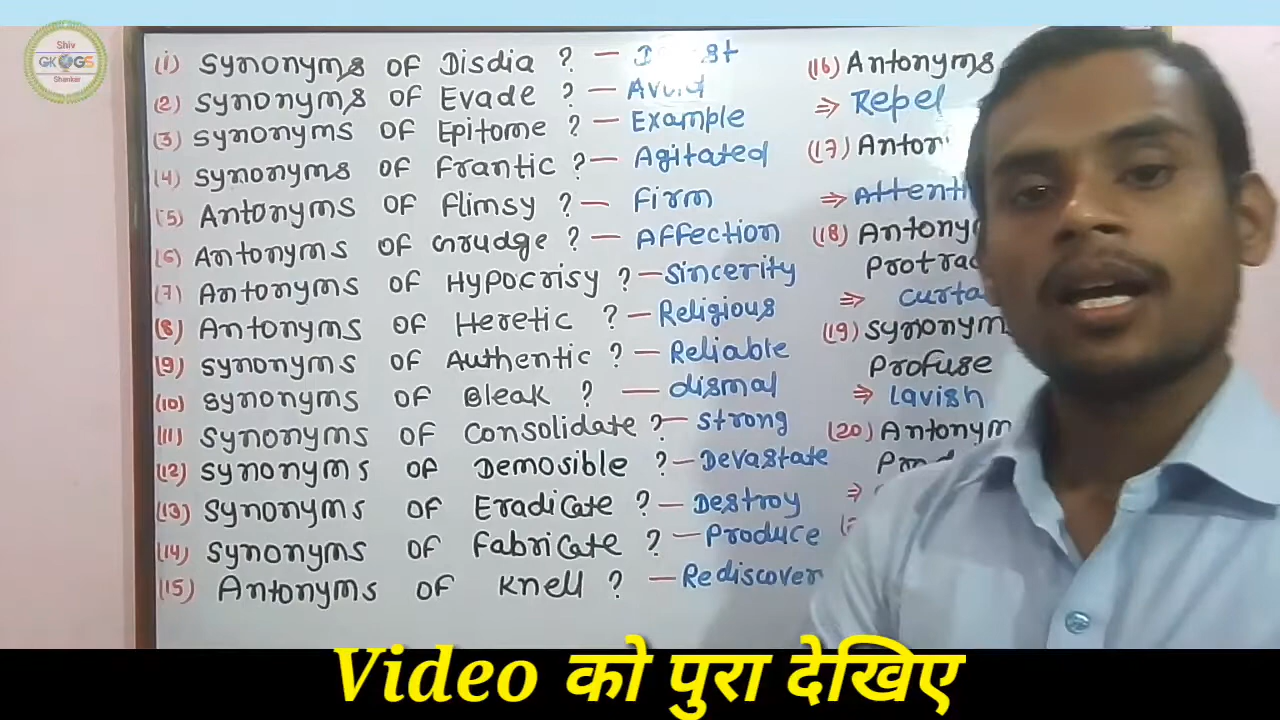 Shiv
GK GS
Shankar
(1) Synonyms of Disdia ? —
(2) Synonyms of Evade ? — Avoid
(3) Synonyms of Epitome ? — Example
(4) Synonyms of Frantic ? — Agitated
(5) Antonyms of Flimsy ? — Firm
(6) Antonyms of Grudge ? — Affection
(7) Antonyms of Hypocrisy ? — Sincerity
(8) Antonyms of Heretic ? — Religious
(9) Synonyms of Authentic ? — Reliable
(10) Synonyms of Bleak ? — dismal
(11) Synonyms of Consolidate ? — Strong
(12) Synonyms of Demosible ? — Devastate
(13) Synonyms of Eradicate ? — Destroy
(14) Synonyms of Fabricate ? — Produce
(15) Antonyms of Knell ? — Rediscover
(16) Antonyms
⇒ Repel
(17) Anton
⇒ Attenti
(18) Antony
Protrac
⇒ Curta
(19) Synonym
Profuse
⇒ Lavish
(20) Antonym
⇒
Video को पुरा देखिए